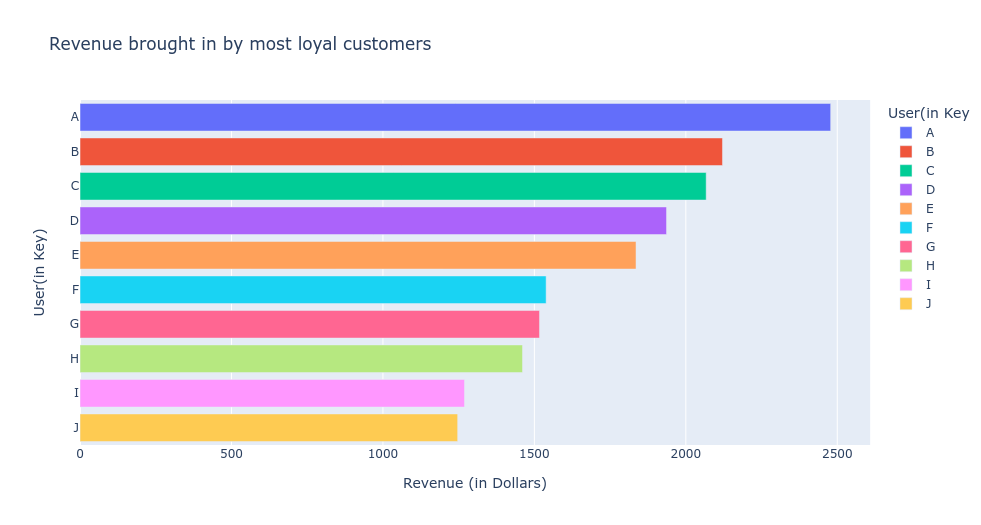 Revenue brought in by most loyal customers
User(in Key
A
B
C
D
E
F
G
H
I
J
User(in Key)
A
B
C
D
E
F
G
H
I
J
0 500 1000 1500 2000 2500
Revenue (in Dollars)